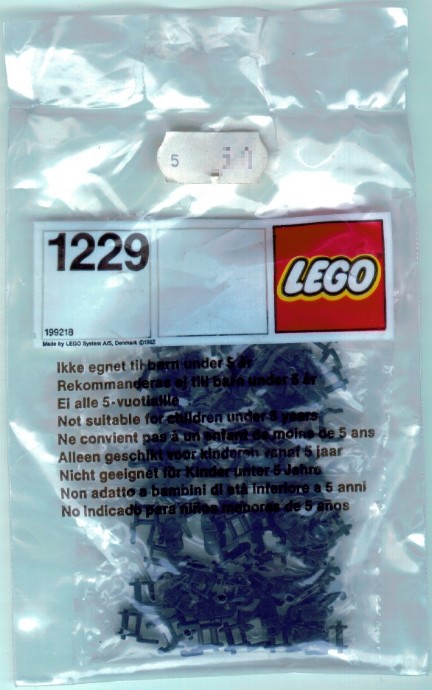 5
1229
LEGO
199218
Made by LEGO System A/S, Denmark ©1982
Ikke egnet til børn under 5 år
Rekommanderas ej till barn under 5 år
Ei alle 5-vuotiaille
Not suitable for children under 5 years
Ne convient pas à un enfant de moins de 5 ans
Alleen geschikt voor kinderen vanaf 5 jaar
Nicht geeignet für Kinder unter 5 Jahre
Non adatto a bambini di età inferiore a 5 anni
No indicado para niños menores de 5 años